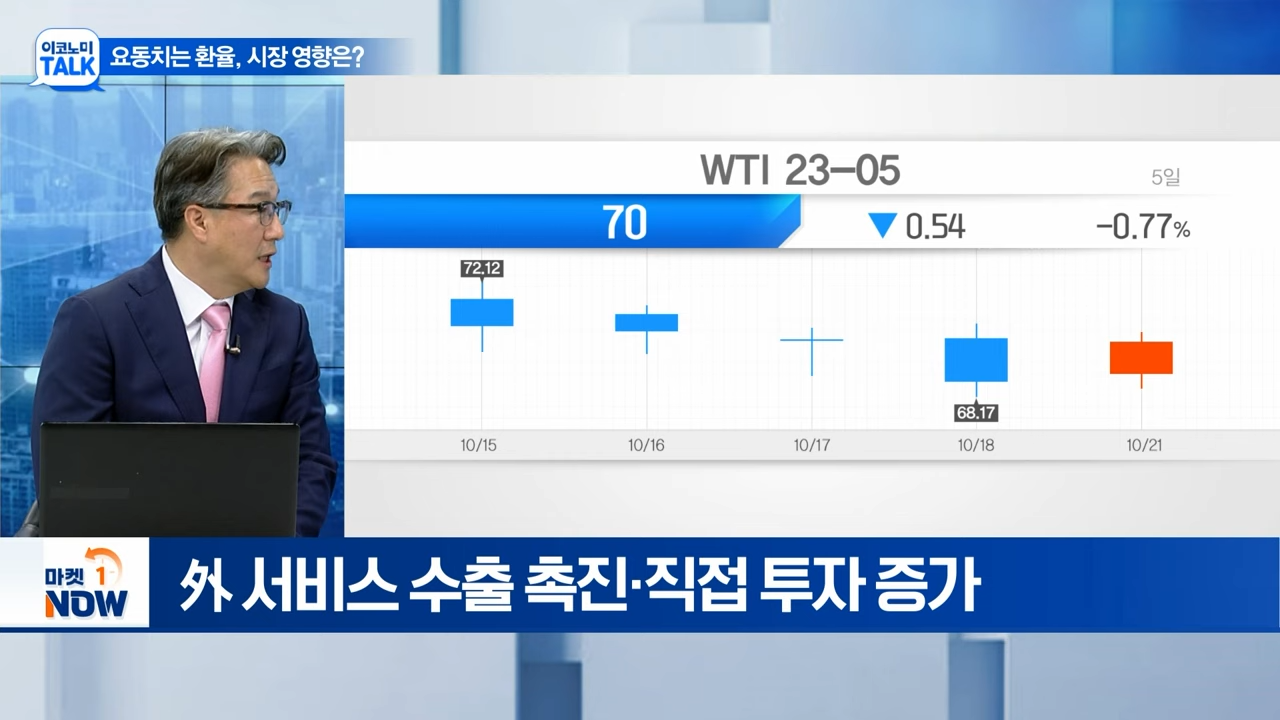 이코노미
TALK
요동치는 환율, 시장 영향은?
WTI 23-05
5일
70
▼ 0.54
-0.77%
72.12
68.17
10/15
10/16
10/17
10/18
10/21
마켓 1
NOW
外 서비스 수출 촉진·직접 투자 증가